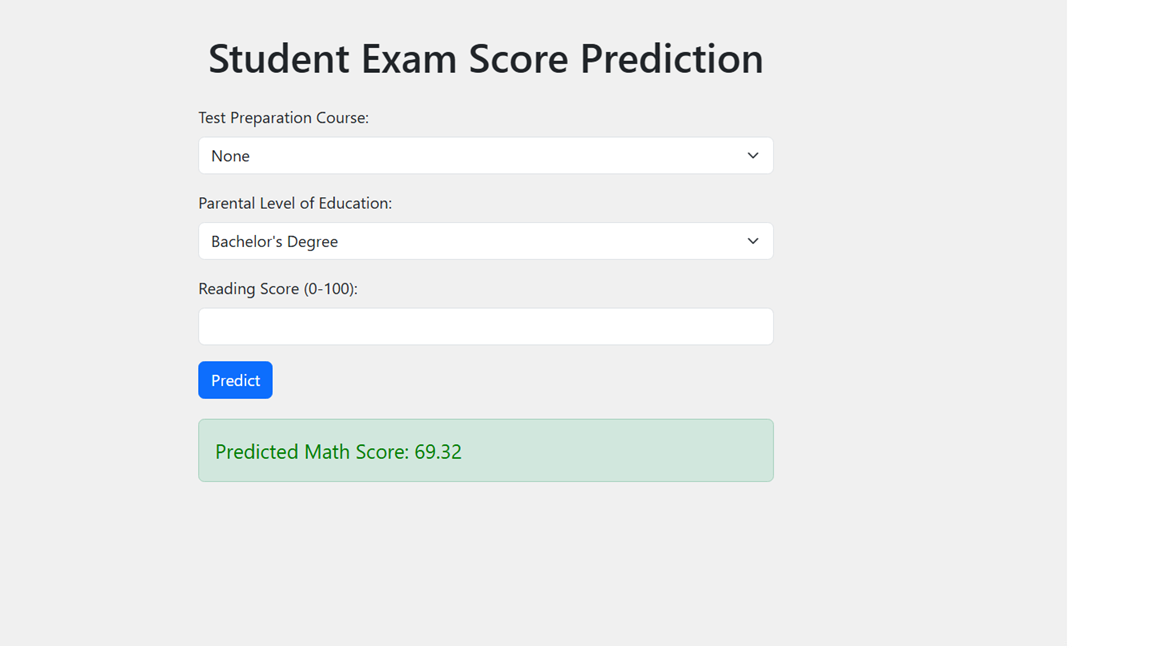 Student Exam Score Prediction
Test Preparation Course:
None
Parental Level of Education:
Bachelor's Degree
Reading Score (0-100):
Predict
Predicted Math Score: 69.32